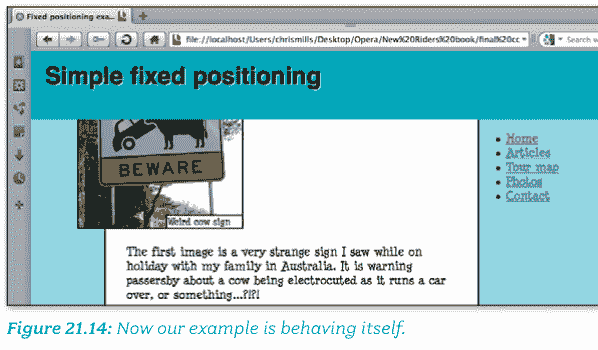 Fixed positioning exa...
file://localhost/Users/chrismills/Desktop/Opera/New%20Riders%20book/final%20cc
Search w
Simple fixed positioning
BEWARE
Weird cow sign
Home
Articles
Tour map
Photos
Contact
The first image is a very strange sign I saw while on
holiday with my family in Australia. It is warning
passersby about a cow being electrocuted as it runs a car
over, or something...?!?!
Figure 21.14: Now our example is behaving itself.